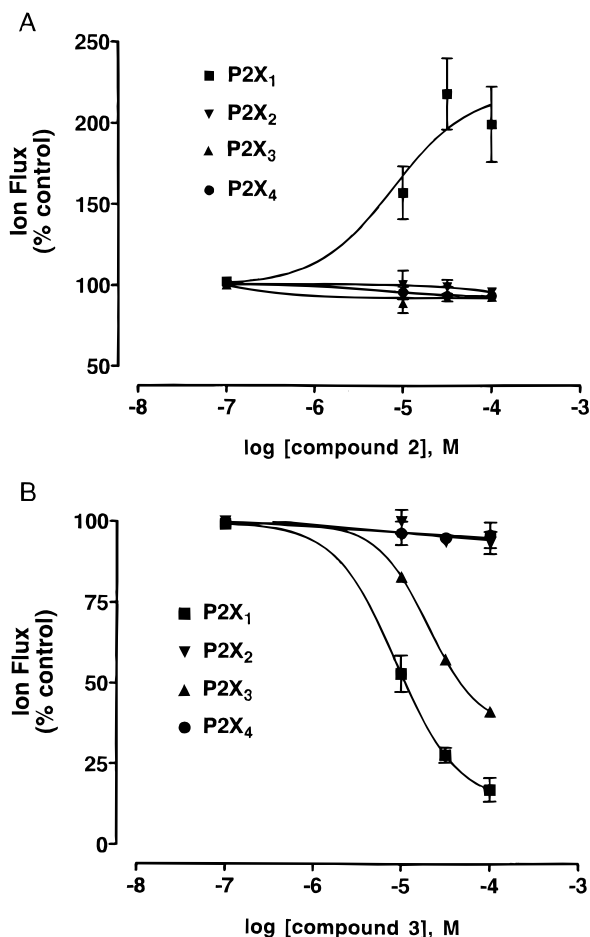 A
250
200
150
100
50
Ion Flux
(% control)
P2X₁
P2X₂
P2X₃
P2X₄
-8 -7 -6 -5 -4 -3
log [compound 2], M
B
100
75
50
25
0
Ion Flux
(% control)
P2X₁
P2X₂
P2X₃
P2X₄
-8 -7 -6 -5 -4 -3
log [compound 3], M